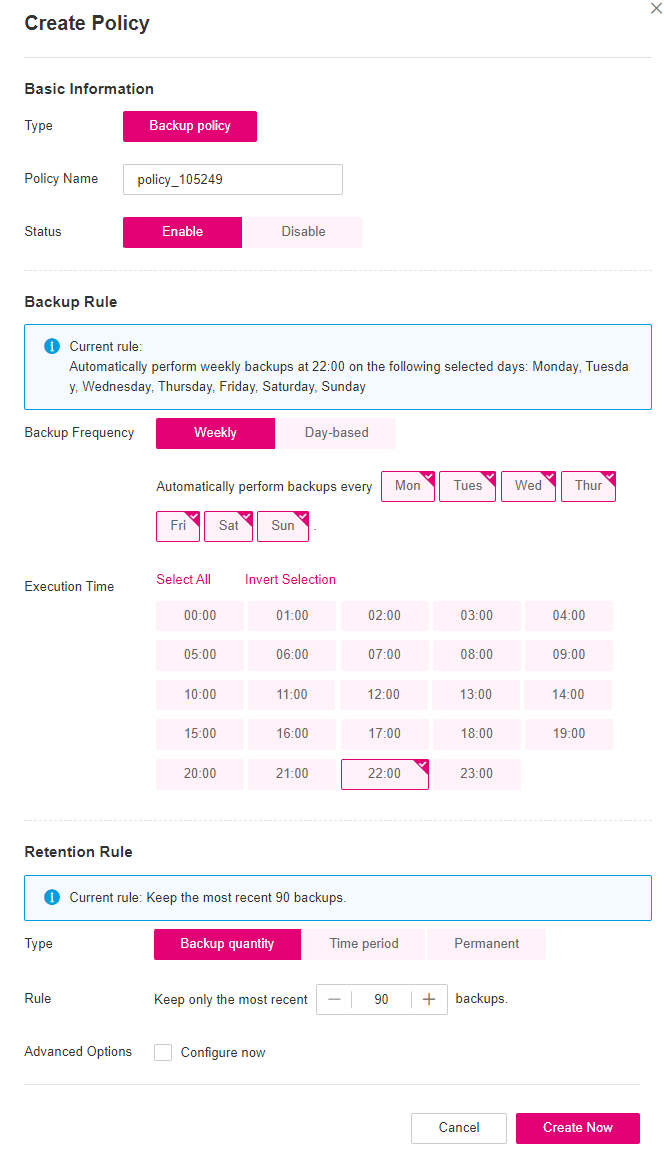 Create Policy
Basic Information
Type Backup policy
Policy Name policy_105249
Status Enable Disable
Backup Rule
Current rule:
Automatically perform weekly backups at 22:00 on the following selected days: Monday, Tuesda
y, Wednesday, Thursday, Friday, Saturday, Sunday
Backup Frequency Weekly Day-based
Automatically perform backups every Mon Tues Wed Thur
Fri Sat Sun .
Execution Time Select All Invert Selection
00:00 01:00 02:00 03:00 04:00
05:00 06:00 07:00 08:00 09:00
10:00 11:00 12:00 13:00 14:00
15:00 16:00 17:00 18:00 19:00
20:00 21:00 22:00 23:00
Retention Rule
Current rule: Keep the most recent 90 backups.
Type Backup quantity Time period Permanent
Rule Keep only the most recent — 90 + backups.
Advanced Options Configure now
Cancel Create Now